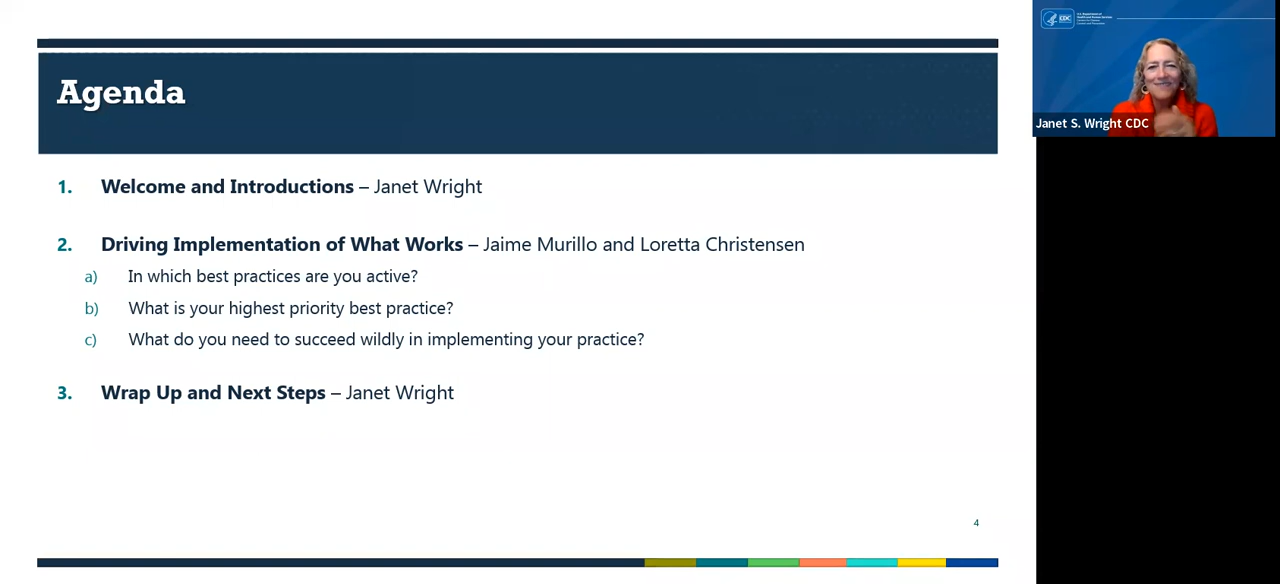 Agenda
1. Welcome and Introductions – Janet Wright
2. Driving Implementation of What Works – Jaime Murillo and Loretta Christensen
a) In which best practices are you active?
b) What is your highest priority best practice?
c) What do you need to succeed wildly in implementing your practice?
3. Wrap Up and Next Steps – Janet Wright
4
CDC
Janet S. Wright CDC